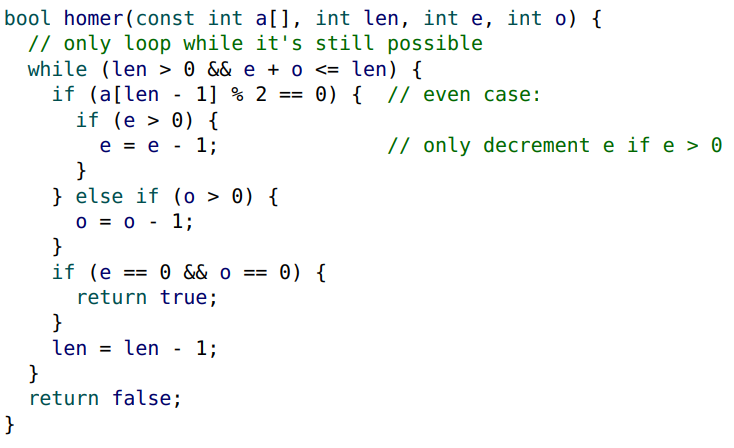 bool homer(const int a[], int len, int e, int o) {
  // only loop while it's still possible
  while (len > 0 && e + o <= len) {
    if (a[len - 1] % 2 == 0) {  // even case:
      if (e > 0) {
        e = e - 1;              // only decrement e if e > 0
      }
    } else if (o > 0) {
      o = o - 1;
    }
    if (e == 0 && o == 0) {
      return true;
    }
    len = len - 1;
  }
  return false;
}